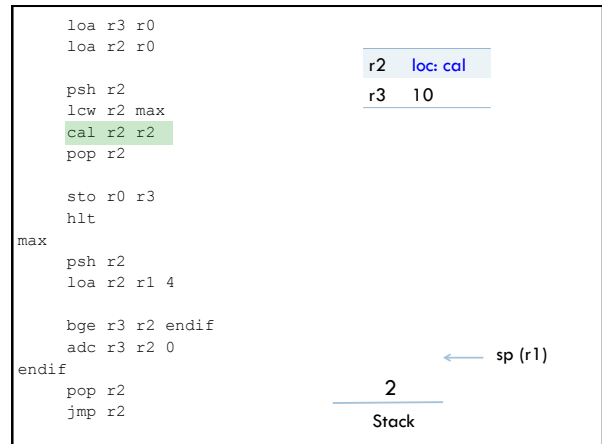 loa r3 r0
loa r2 r0
psh r2
lcw r2 max
cal r2 r2
pop r2
sto r0 r3
hlt
max
psh r2
loa r2 r1 4
bge r3 r2 endif
adc r3 r2 0
endif
pop r2
jmp r2
r2 loc: cal
r3 10
sp (r1)
2
Stack